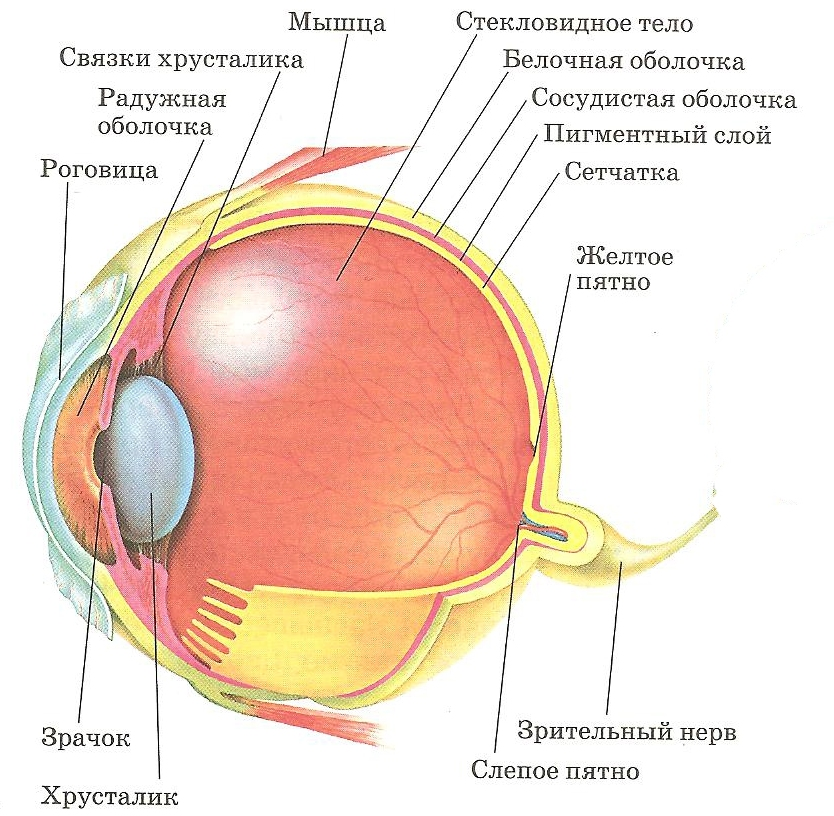 Мышца
Стекловидное тело
Связки хрусталика
Белочная оболочка
Радужная
оболочка
Сосудистая оболочка
Пигментный слой
Роговица
Сетчатка
Желтое
пятно
Зрачок
Зрительный нерв
Слепое пятно
Хрусталик